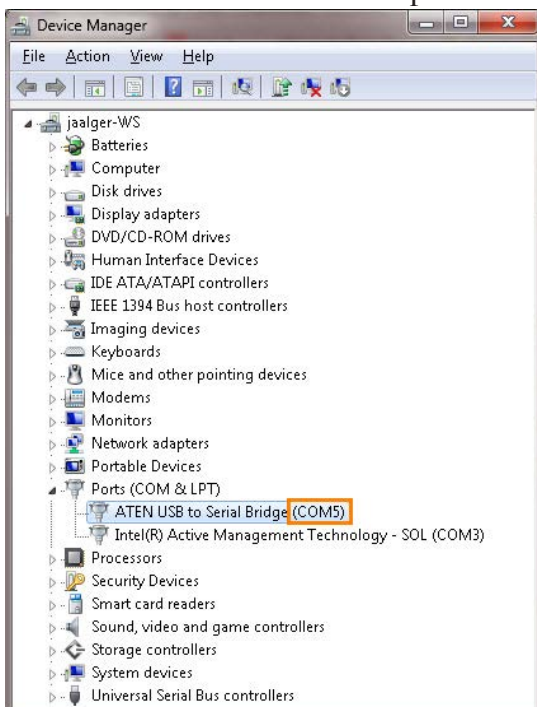 Device Manager
File Action View Help
jaalger-WS
Batteries
Computer
Disk drives
Display adapters
DVD/CD-ROM drives
Human Interface Devices
IDE ATA/ATAPI controllers
IEEE 1394 Bus host controllers
Imaging devices
Keyboards
Mice and other pointing devices
Modems
Monitors
Network adapters
Portable Devices
Ports (COM & LPT)
ATEN USB to Serial Bridge (COM5)
Intel(R) Active Management Technology - SOL (COM3)
Processors
Security Devices
Smart card readers
Sound, video and game controllers
Storage controllers
System devices
Universal Serial Bus controllers